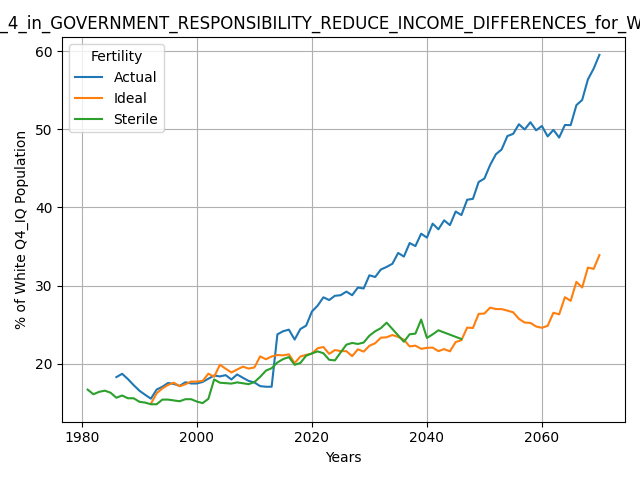 _4_in_GOVERNMENT_RESPONSIBILITY_REDUCE_INCOME_DIFFERENCES_for_W
Fertility
Actual
Ideal
Sterile
% of White Q4_IQ Population
60
50
40
30
20
1980
2000
2020
2040
2060
Years